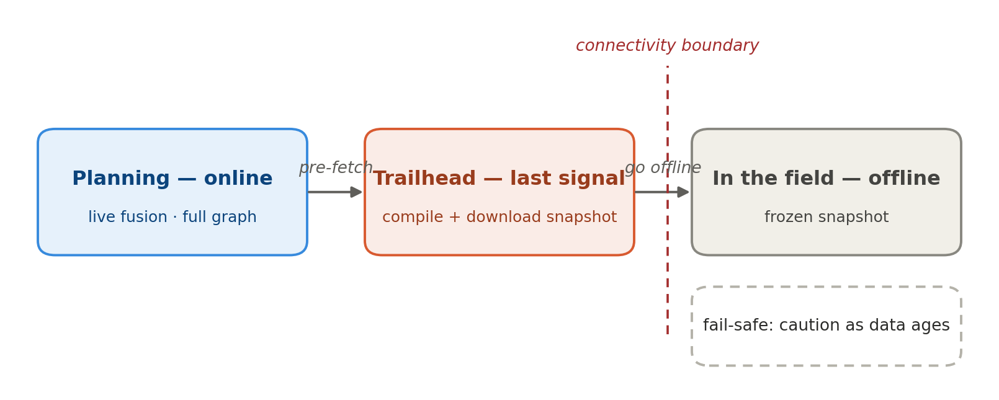 connectivity boundary
pre-fetch
go offline
Planning — online
live fusion · full graph
Trailhead — last signal
compile + download snapshot
In the field — offline
frozen snapshot
fail-safe: caution as data ages